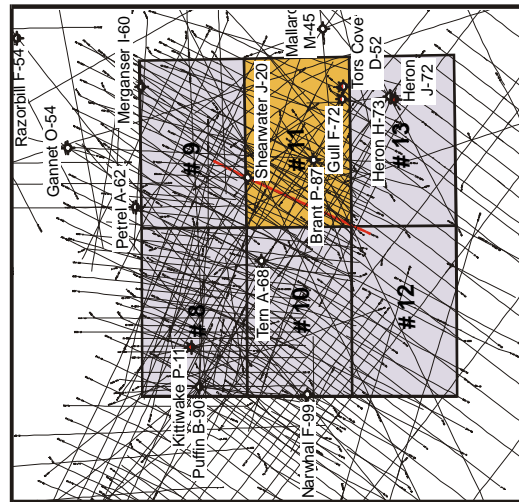 Razorbill F-54
Gannet O-54
Merganser I-60
Petrel A-62
Mallard
M-45
Tors Cove
D-52
Shearwater J-20
Gull F-72
Heron
J-72
Heron H-73
Brant P-87
Tern A-68
Kittiwake P-11
Puffin B-90
Narwhal F-99
# 9
# 11
# 13
# 8
# 10
# 12